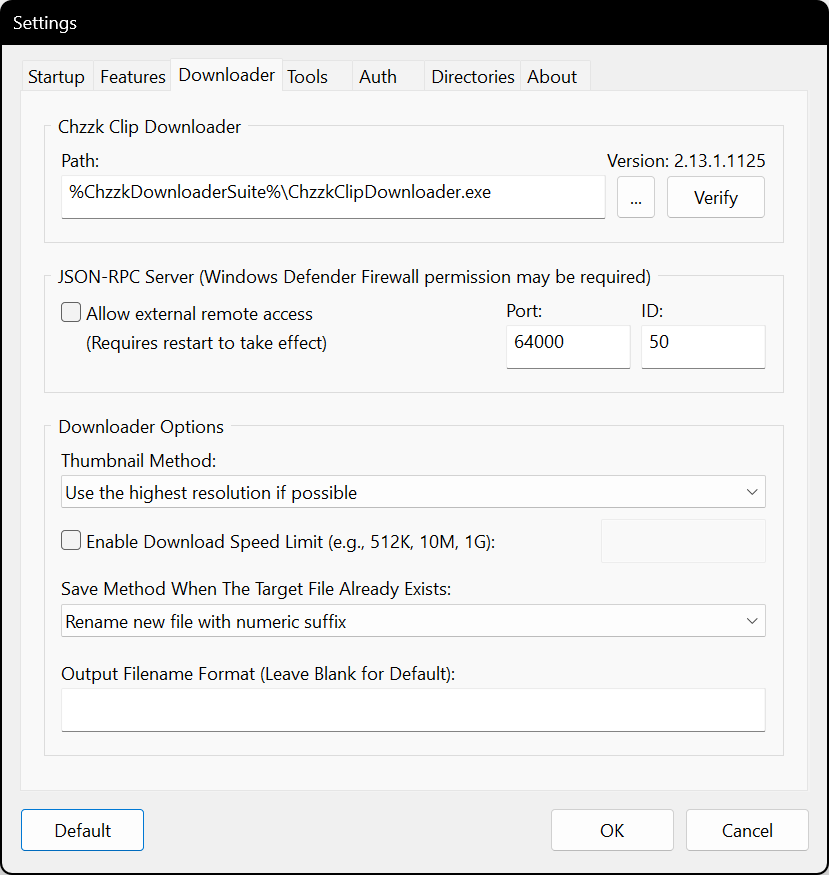 Settings
Startup Features Downloader Tools Auth Directories About
Chzzk Clip Downloader
Path: Version: 2.13.1.1125
%ChzzkDownloaderSuite%\ChzzkClipDownloader.exe ... Verify
JSON-RPC Server (Windows Defender Firewall permission may be required)
Allow external remote access Port: ID:
(Requires restart to take effect) 64000 50
Downloader Options
Thumbnail Method:
Use the highest resolution if possible
Enable Download Speed Limit (e.g., 512K, 10M, 1G):
Save Method When The Target File Already Exists:
Rename new file with numeric suffix
Output Filename Format (Leave Blank for Default):
Default OK Cancel